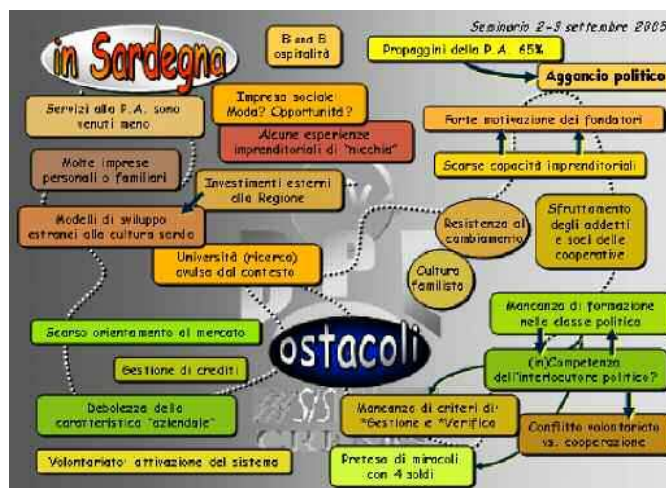 Seminario 2-3 settembre 2005
in Sardegna
B and B
ospitalità
Propaggini della P.A. 65%
Aggancio politico
Servizi alla P.A. sono
venuti meno
Impresa sociale:
Moda? Opportunità?
Forte motivazione dei fondatori
Alcune esperienze
imprenditoriali di "nicchia"
Molte imprese
personali o familiari
Scarse capacità imprenditoriali
Investimenti esterni
alla Regione
Modelli di sviluppo
estranei alla cultura sarda
Resistenza al
cambiamento
Sfruttamento
degli addetti
e soci delle
cooperative
Università (ricerca)
avulsa dal contesto
Cultura
familista
Mancanza di formazione
nella classe politica
Scarso orientamento al mercato
ostacoli
Gestione di crediti
(in)Competenza
dell'interlocutore politico?
Debolezza della
caratteristica "aziendale"
Mancanza di criteri di:
*Gestione e *Verifica
Conflitto volontariato
vs. cooperazione
Volontariato: attivazione del sistema
Pretesa di miracoli
con 4 soldi